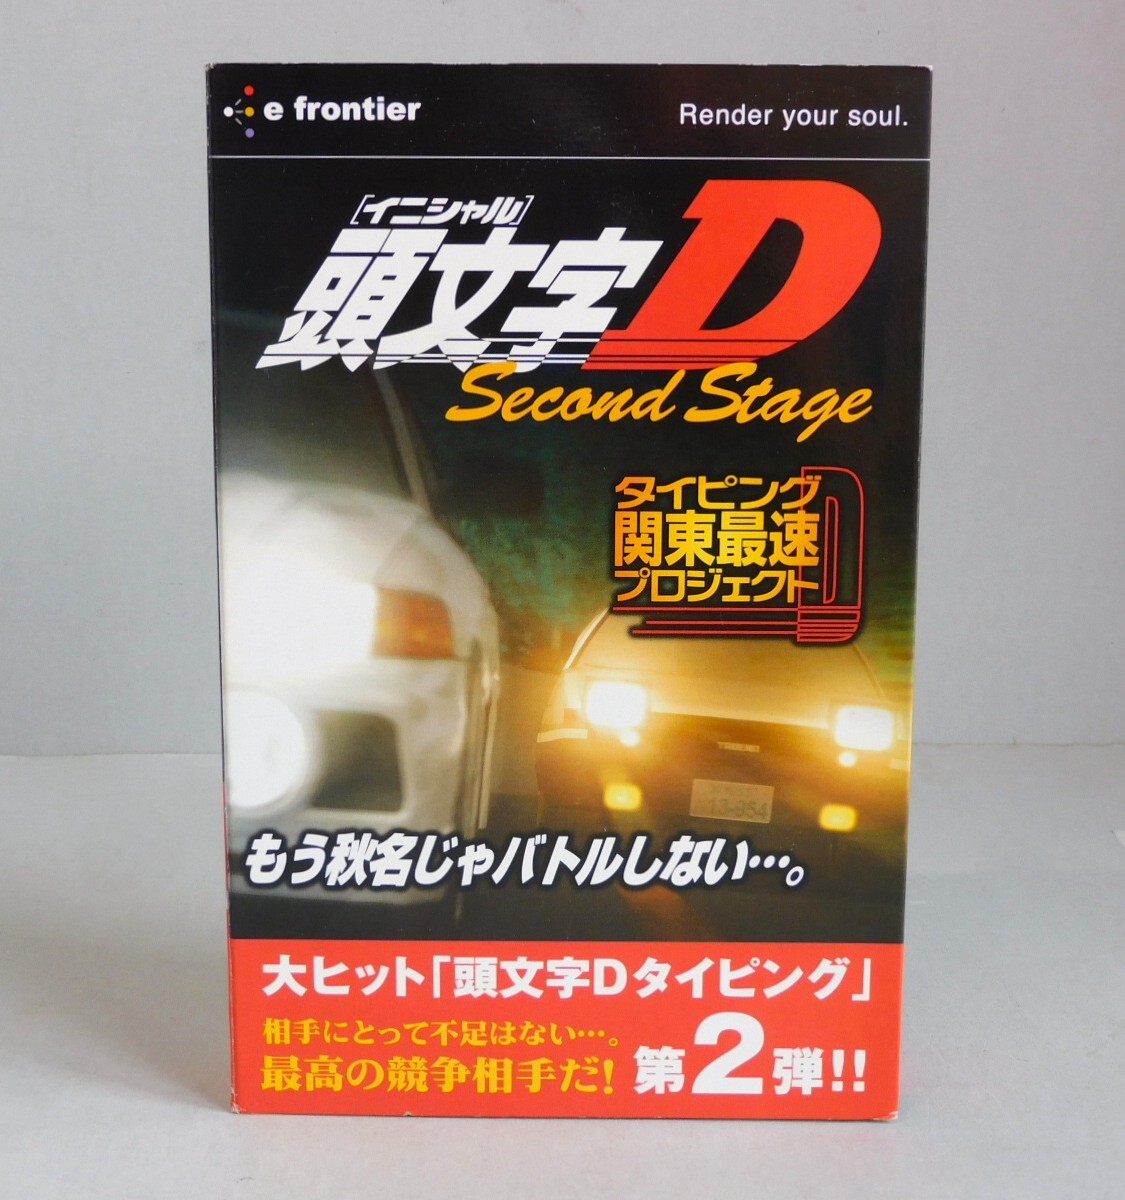 e frontier
Render your soul.
[イニシャル]
頭文字D
Second Stage
タイピング
関東最速
プロジェクトD
TRUENO
13-954
もう秋名じゃバトルしない…。
大ヒット「頭文字Dタイピング」
相手にとって不足はない…。
最高の競争相手だ!
第2弾!!